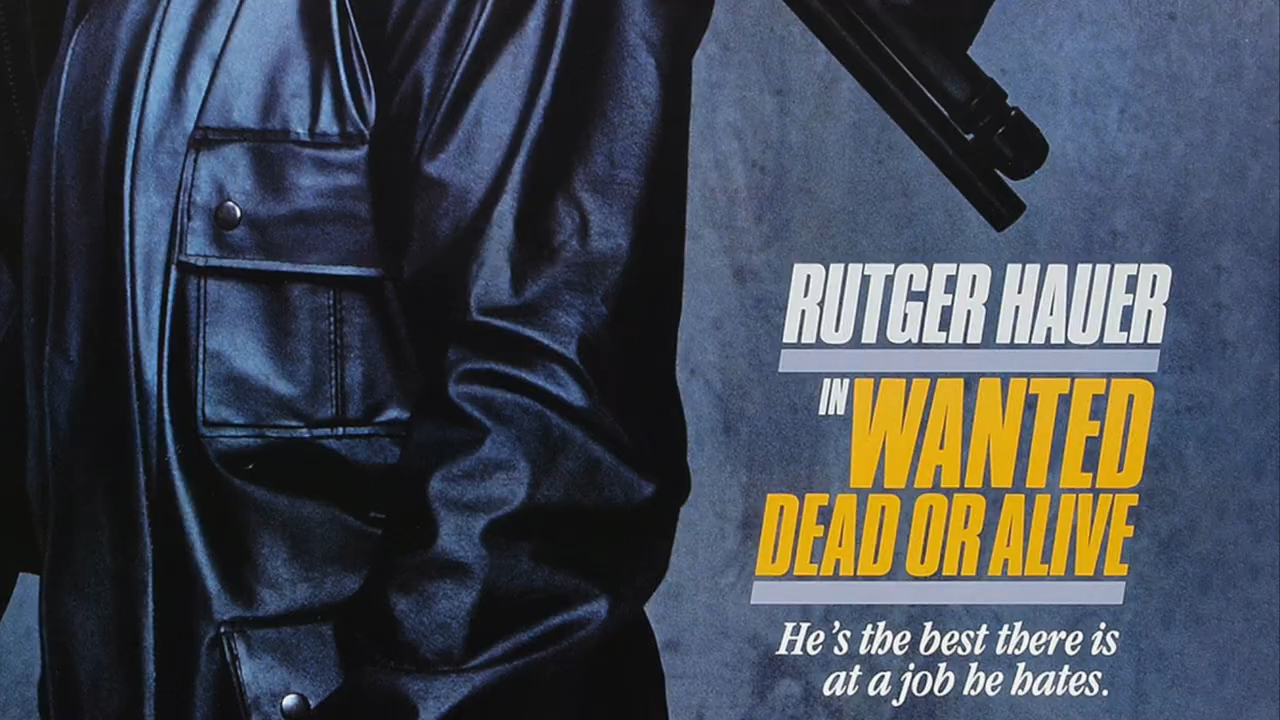 RUTGER HAUER
IN WANTED
DEAD OR ALIVE
He's the best there is
at a job he hates.